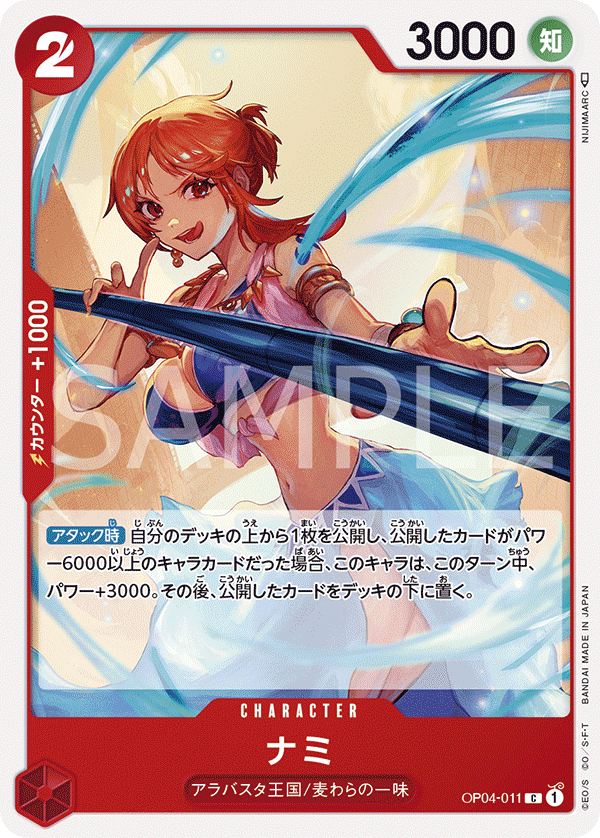 2
3000
知
NIJIMAARC
カウンター +1000
SAMPLE
アタック時 自分のデッキの上から1枚を公開し、公開したカードがパワ
ー6000以上のキャラカードだった場合、このキャラは、このターン中、
パワー+3000。その後、公開したカードをデッキの下に置く。
CHARACTER
ナミ
アラバスタ王国/麦わらの一味
OP04-011 C 1
©E○/S ©O/S・F・T BANDAI MADE IN JAPAN